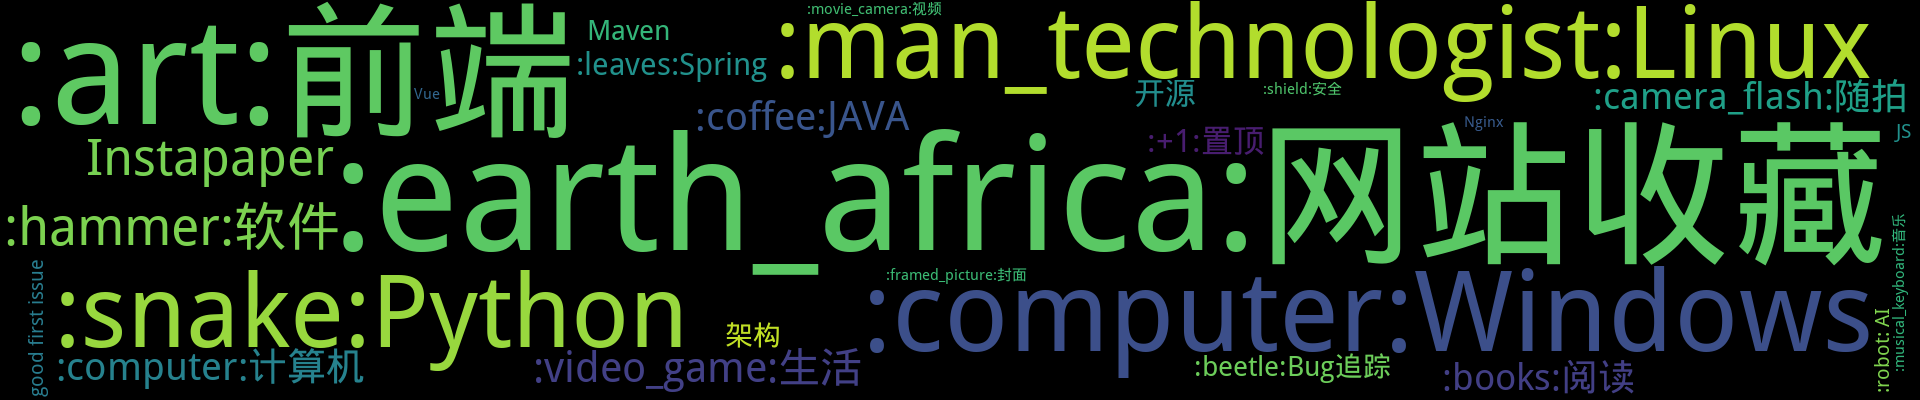 :movie_camera:视频
:art:前端
Maven
:leaves:Spring
:man_technologist:Linux
Vue
:coffee:JAVA
开源
:shield:安全
:camera_flash:随拍
Nginx
JS
:+1:置顶
Instapaper
:earth_africa:网站收藏
:hammer:软件
good first issue
:snake:Python
:framed_picture:封面
:computer:Windows
:musical_keyboard:音乐
:robot: AI
架构
:computer:计算机
:video_game:生活
:beetle:Bug追踪
:books:阅读